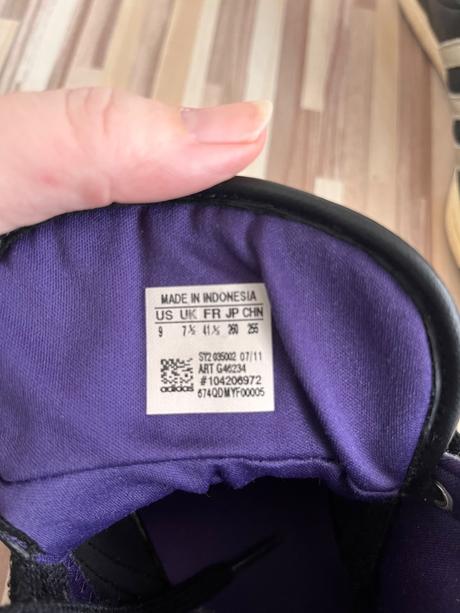 MADE IN INDONESIA
US UK FR JP CHN
9 7½ 41⅓ 260 255
ST2 035002 07/11
ART G46234
#104206972
adidas 674QDMYF00005